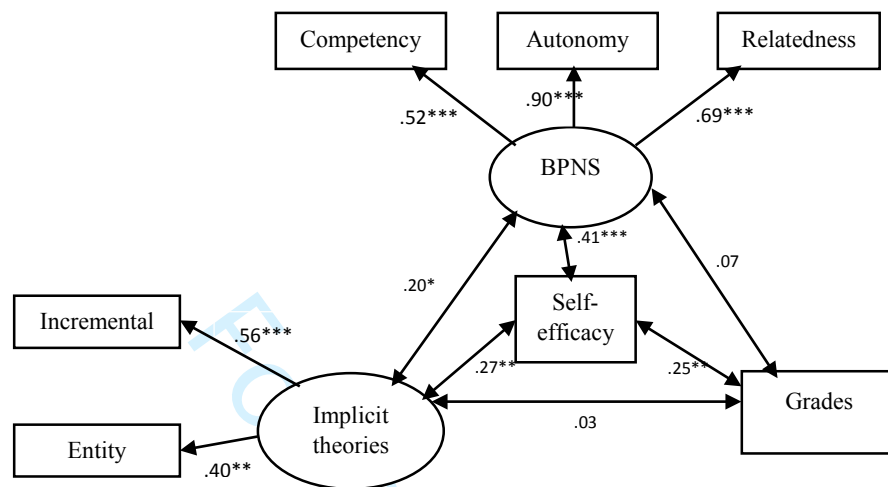 Competency
Autonomy
Relatedness
.52***
.90***
.69***
BPNS
.41***
.07
.20*
Self-
efficacy
Incremental
.56***
.27**
.25**
Implicit
theories
.03
Grades
Entity
.40**